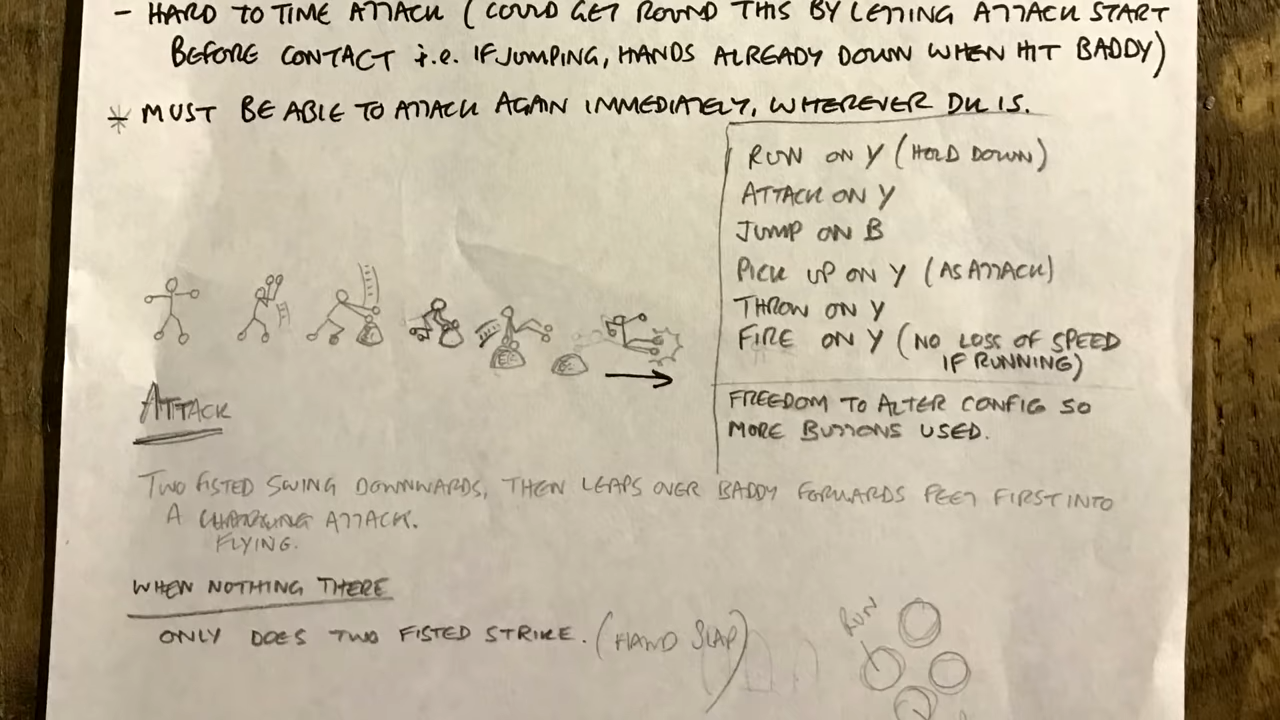 - HARD TO TIME ATTACK (COULD GET ROUND THIS BY LETTING ATTACK START
BEFORE CONTACT i.e. IF JUMPING, HANDS ALREADY DOWN WHEN HIT BADDY)
* MUST BE ABLE TO ATTACK AGAIN IMMEDIATELY, WHEREVER DK IS.
RUN ON Y (HOLD DOWN)
ATTACK ON Y
JUMP ON B
PICK UP ON Y (AS ATTACK)
THROW ON Y
FIRE ON Y (NO LOSS OF SPEED
IF RUNNING)
FREEDOM TO ALTER CONFIG SO
MORE BUTTONS USED.
ATTACK
TWO FISTED SWING DOWNWARDS, THEN LEAPS OVER BADDY FORWARDS FEET FIRST INTO
A CHARGING ATTACK.
FLYING.
WHEN NOTHING THERE
ONLY DOES TWO FISTED STRIKE. (HAND SLAP)
RUN